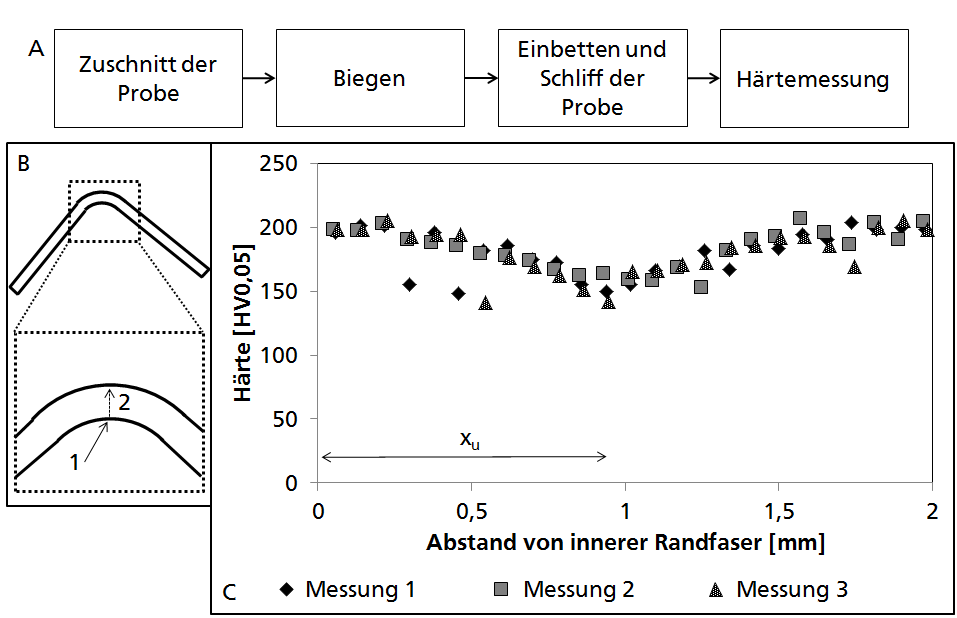 A
Zuschnitt der
Probe
Biegen
Einbetten und
Schliff der
Probe
Härtemessung
B
2
1
250
200
150
100
50
0
Härte [HV0,05]
xu
0
0,5
1
1,5
2
Abstand von innerer Randfaser [mm]
C
Messung 1
Messung 2
Messung 3